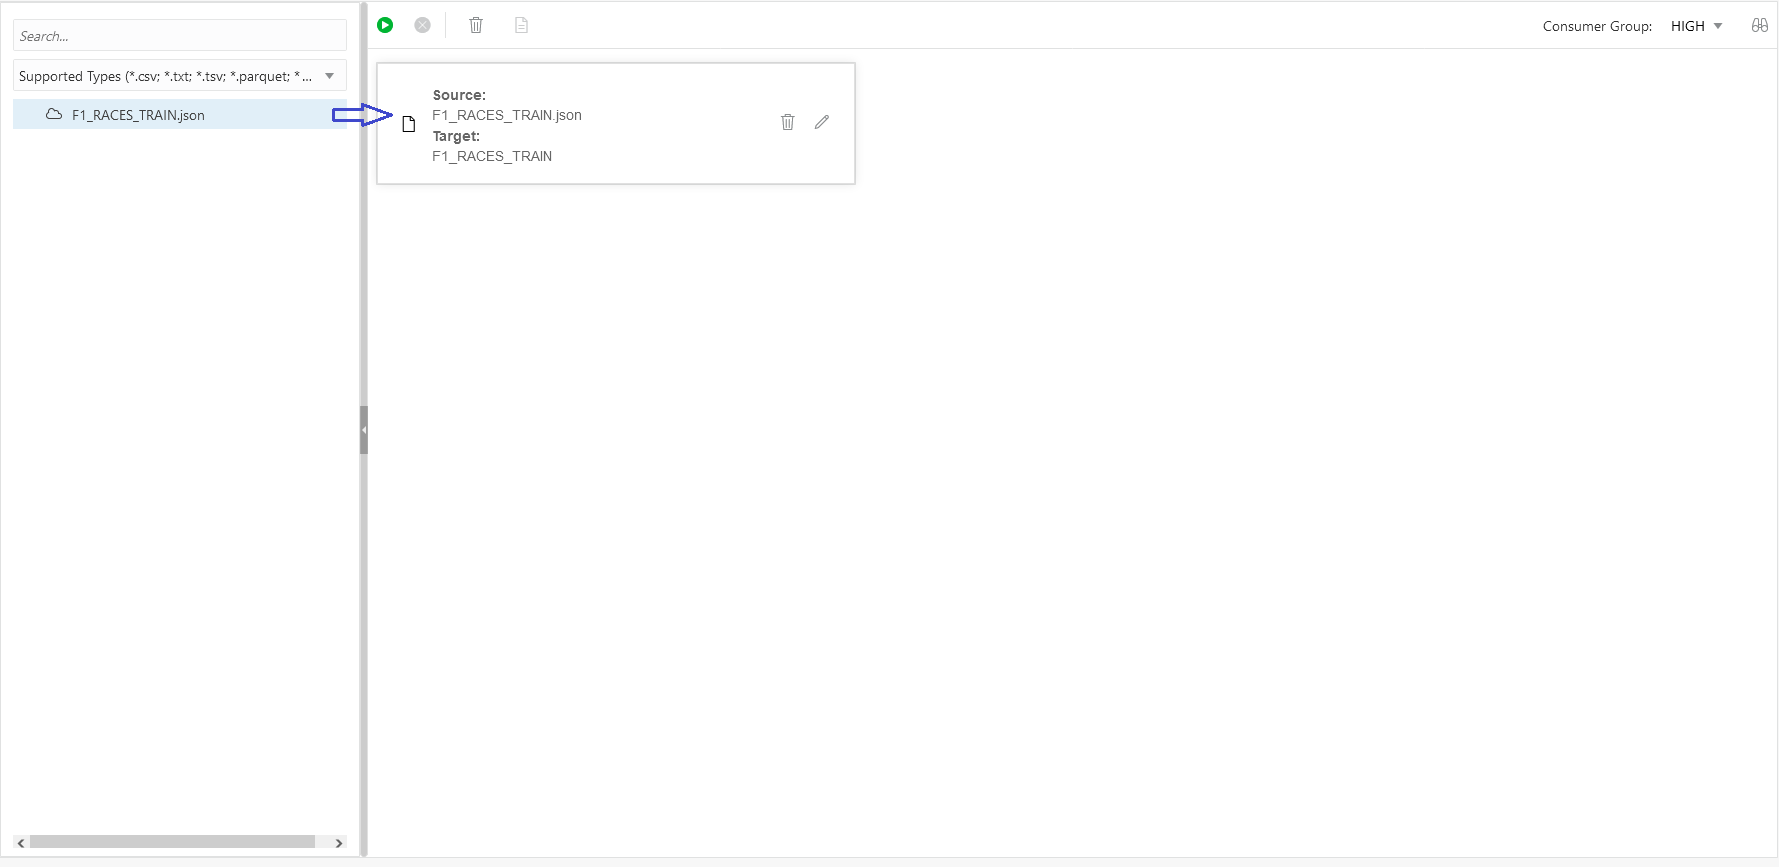 Search...
Supported Types (*.csv; *.txt; *.tsv; *.parquet; *...
F1_RACES_TRAIN.json
Consumer Group: HIGH
Source:
F1_RACES_TRAIN.json
Target:
F1_RACES_TRAIN